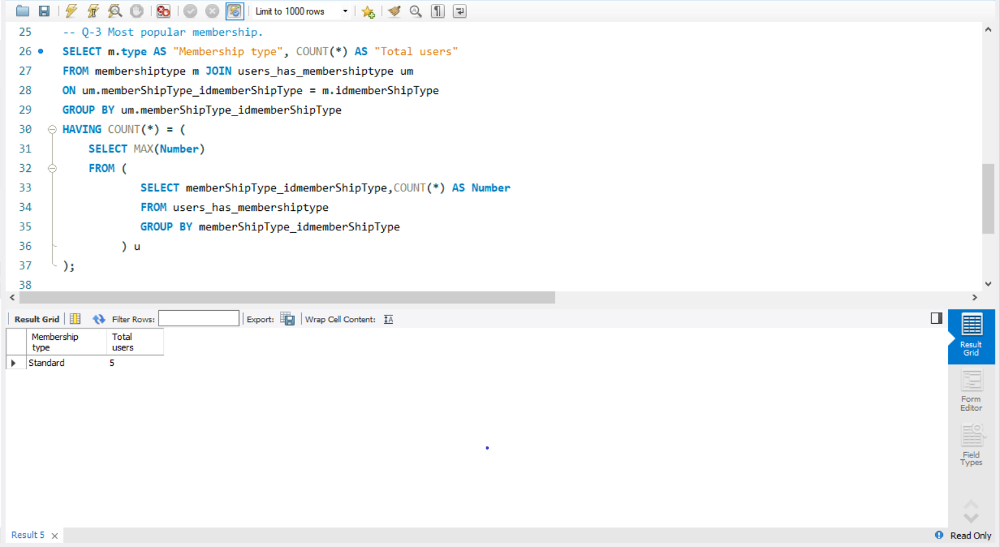 Limit to 1000 rows
25 -- Q-3 Most popular membership.
26 SELECT m.type AS "Membership type", COUNT(*) AS "Total users"
27 FROM membershiptype m JOIN users_has_membershiptype um
28 ON um.memberShipType_idmemberShipType = m.idmemberShipType
29 GROUP BY um.memberShipType_idmemberShipType
30 HAVING COUNT(*) = (
31 SELECT MAX(Number)
32 FROM (
33 SELECT memberShipType_idmemberShipType,COUNT(*) AS Number
34 FROM users_has_membershiptype
35 GROUP BY memberShipType_idmemberShipType
36 ) u
37 );
38
Result Grid Filter Rows: Export: Wrap Cell Content:
Membership type Total users
Standard 5
Result Grid
Form Editor
Field Types
Result 5 Read Only